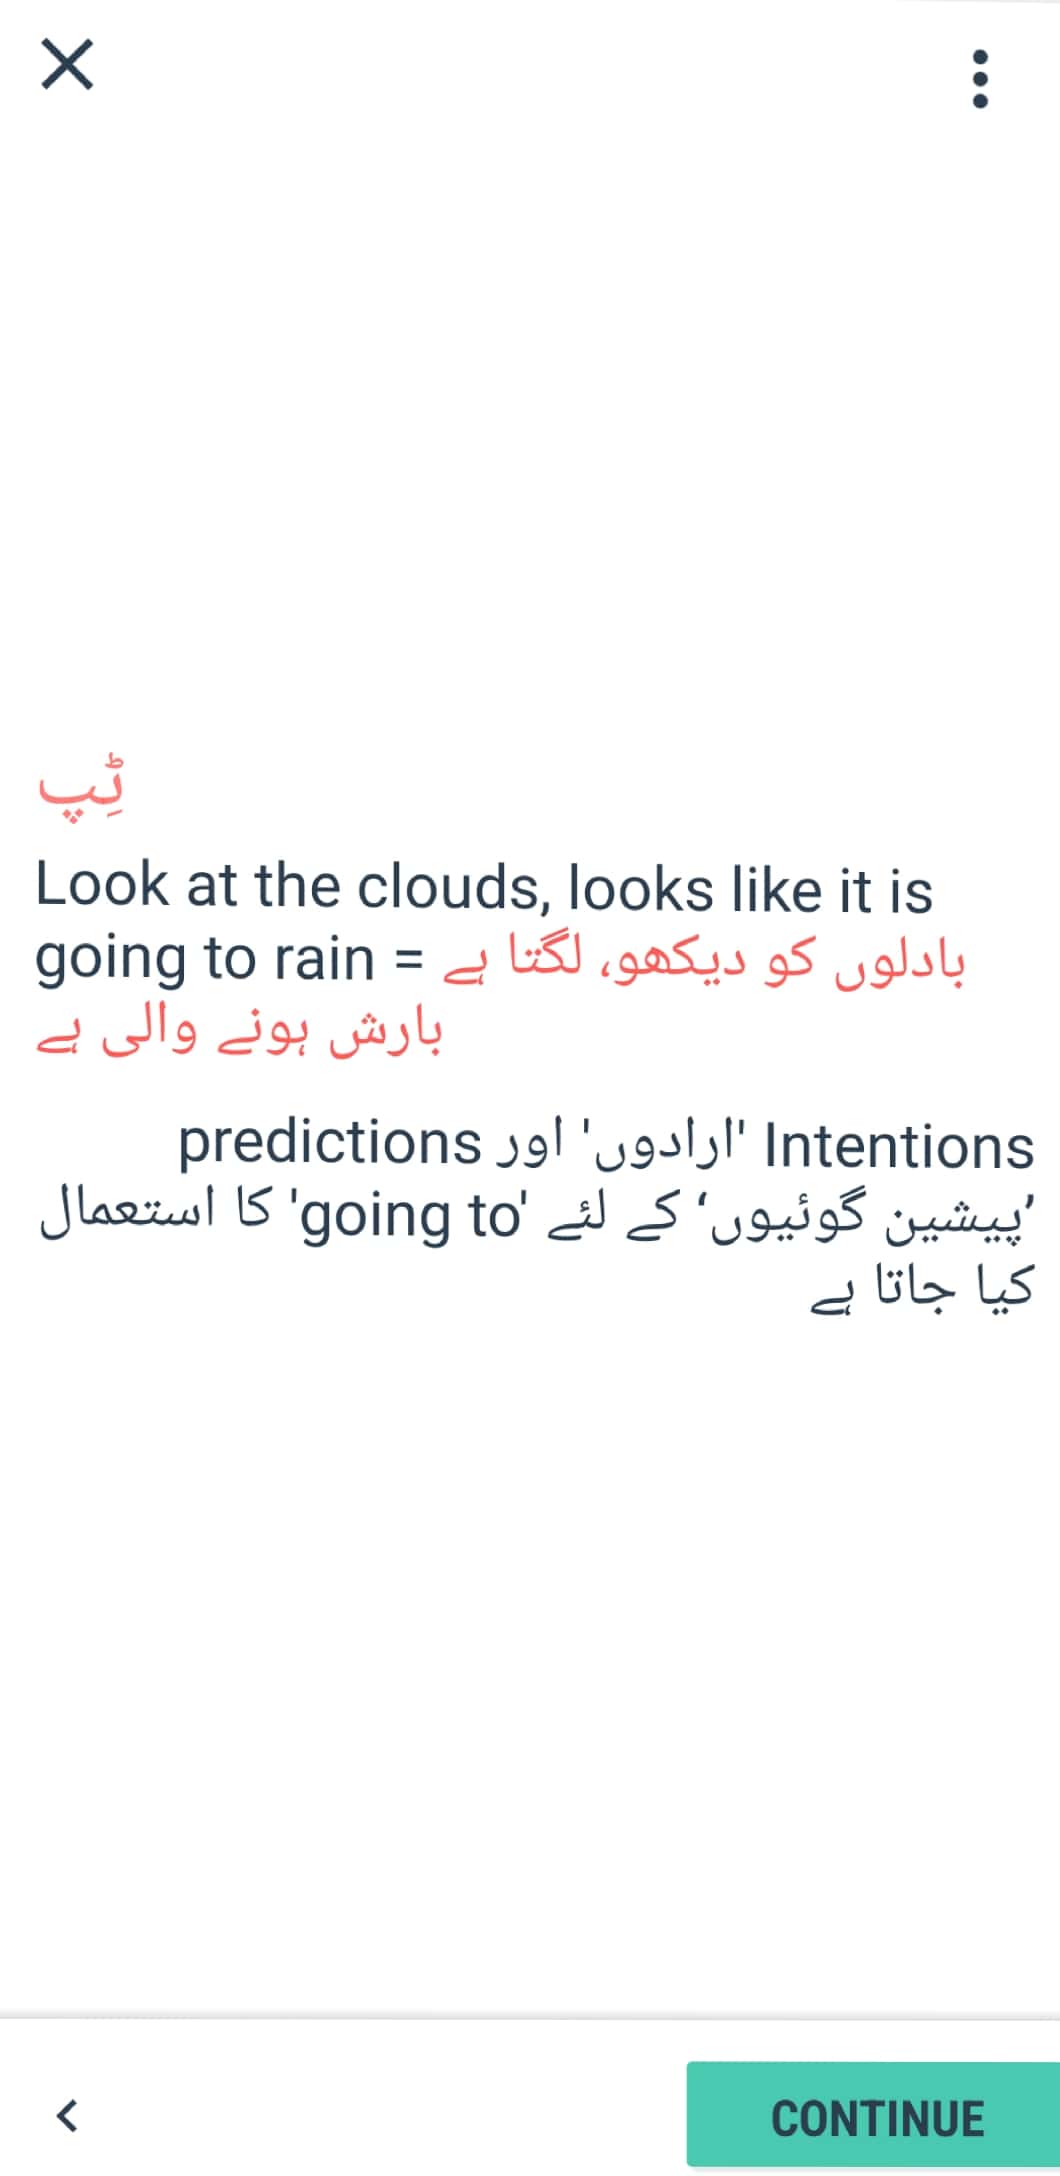 ٹِپ
Look at the clouds, looks like it is
going to rain = بادلوں کو دیکھو، لگتا ہے
بارش ہونے والی ہے
Intentions 'ارادوں' اور predictions
’پیشین گوئیوں‘ کے لئے 'going to' کا استعمال
کیا جاتا ہے
CONTINUE